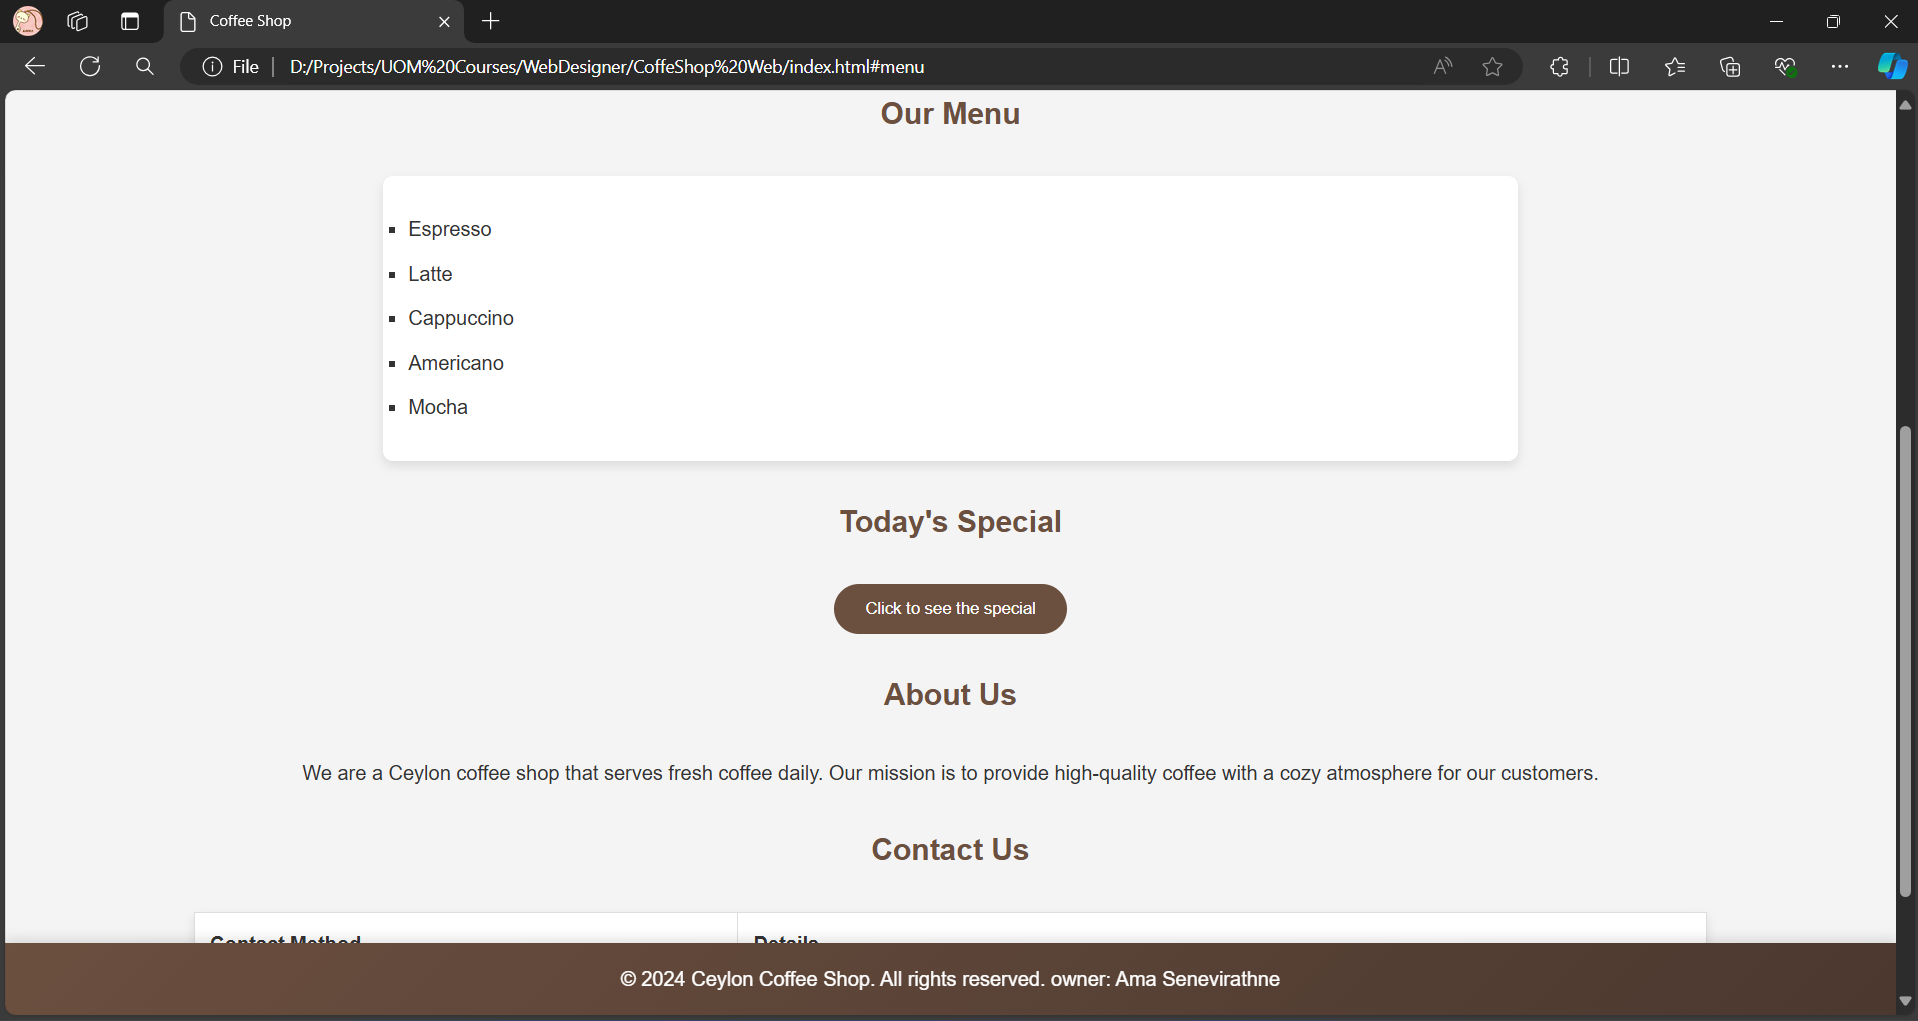 Coffee Shop
File
D:/Projects/UOM%20Courses/WebDesigner/CoffeShop%20Web/index.html#menu
Our Menu
Espresso
Latte
Cappuccino
Americano
Mocha
Today's Special
Click to see the special
About Us
We are a Ceylon coffee shop that serves fresh coffee daily. Our mission is to provide high-quality coffee with a cozy atmosphere for our customers.
Contact Us
Contact Method Details
© 2024 Ceylon Coffee Shop. All rights reserved. owner: Ama Senevirathne